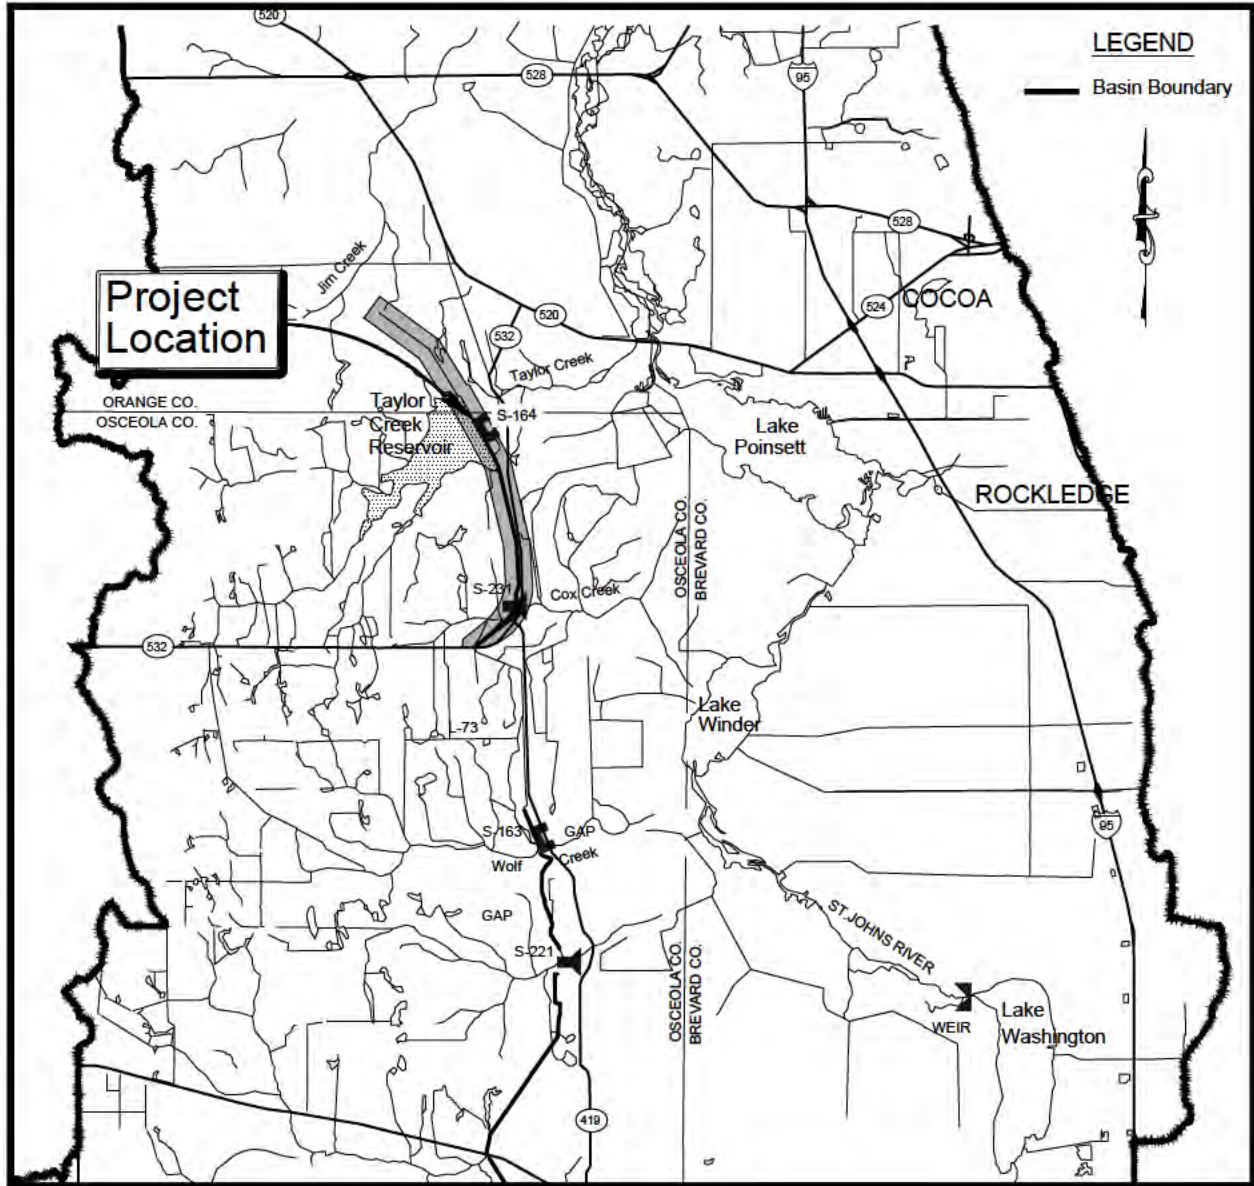 520
LEGEND
528
95
Basin Boundary
528
Jim Creek
Project
Location
COCOA
524
520
532
Taylor Creek
ORANGE CO.
OSCEOLA CO.
Taylor
Creek
Reservoir
S-164
Lake
Poinsett
ROCKLEDGE
OSCEOLA CO.
BREVARD CO.
S-231
Cox Creek
532
Lake
Winder
L-73
S-163
GAP
95
Wolf
Creek
GAP
ST.JOHNS RIVER
S-221
OSCEOLA CO.
BREVARD CO.
WEIR
Lake
Washington
419